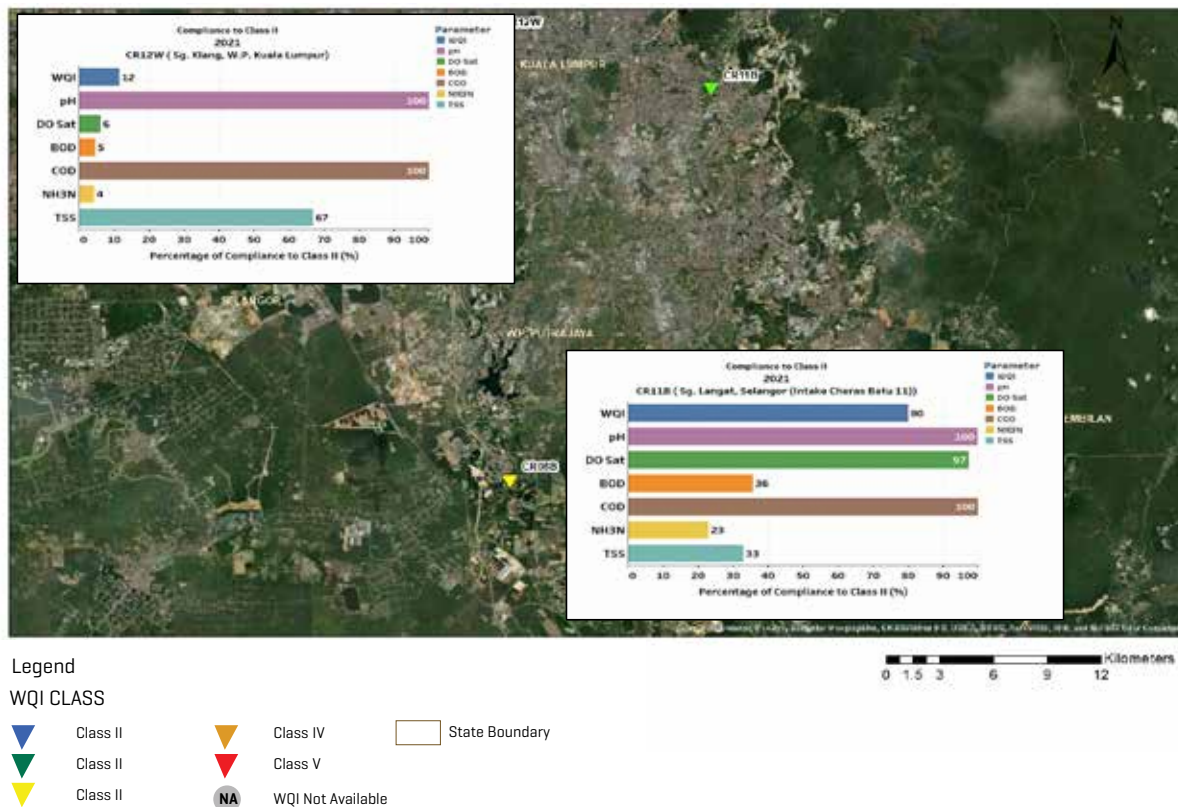 Compliance to Class II
2021
CR12W ( Sg. Klang, W.P. Kuala Lumpur)
Parameter
WQI
pH
DO Sat
BOD
COD
NH3N
TSS
WQI 12
pH 100
DO Sat 6
BOD 5
COD 100
NH3N 4
TSS 67
0 10 20 30 40 50 60 70 80 90 100
Percentage of Compliance to Class II (%)
12W
KUALA LUMPUR
CR11B
N
SELANGOR
W.P. PUTRAJAYA
CR06B
EMBILAN
Compliance to Class II
2021
CR11B ( Sg. Langat, Selangor (Intake Cheras Batu 11))
Parameter
WQI
pH
DO Sat
BOD
COD
NH3N
TSS
WQI 80
pH 100
DO Sat 97
BOD 36
COD 100
NH3N 23
TSS 33
0 10 20 30 40 50 60 70 80 90 100
Percentage of Compliance to Class II (%)
Kilometers
0 1.5 3 6 9 12
Legend
WQI CLASS
Class II
Class II
Class II
Class IV
Class V
NA WQI Not Available
State Boundary